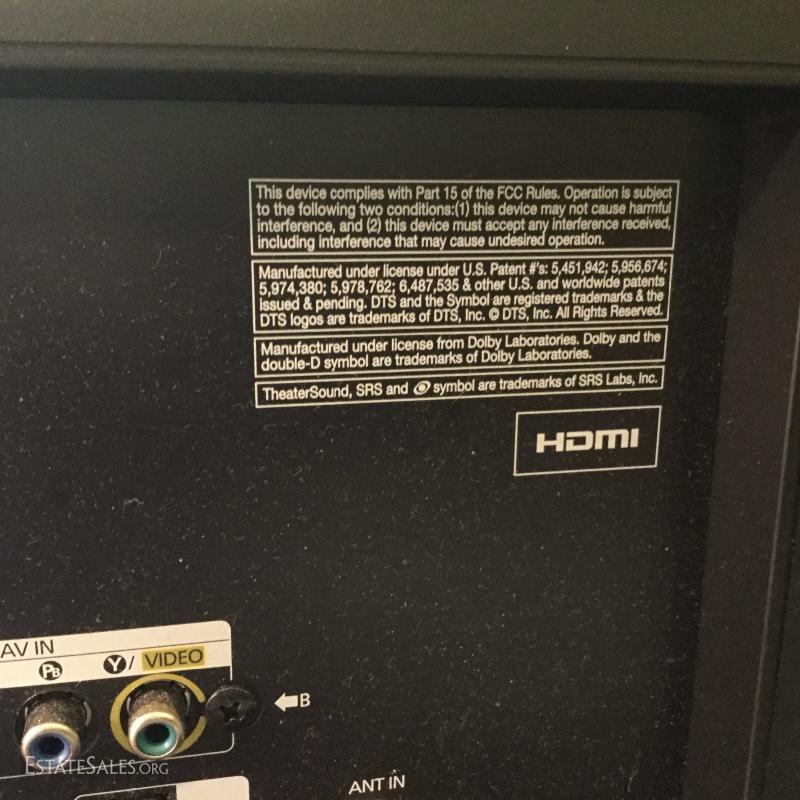 This device complies with Part 15 of the FCC Rules. Operation is subject
to the following two conditions:(1) this device may not cause harmful
interference, and (2) this device must accept any interference received,
including interference that may cause undesired operation.
Manufactured under license under U.S. Patent #'s: 5,451,942; 5,956,674;
5,974,380; 5,978,762; 6,487,535 & other U.S. and worldwide patents
issued & pending. DTS and the Symbol are registered trademarks & the
DTS logos are trademarks of DTS, Inc. © DTS, Inc. All Rights Reserved.
Manufactured under license from Dolby Laboratories. Dolby and the
double-D symbol are trademarks of Dolby Laboratories.
TheaterSound, SRS and symbol are trademarks of SRS Labs, Inc.
HDMI
AV IN
PB Y/ VIDEO
B
ANT IN
ESTATESALES.ORG